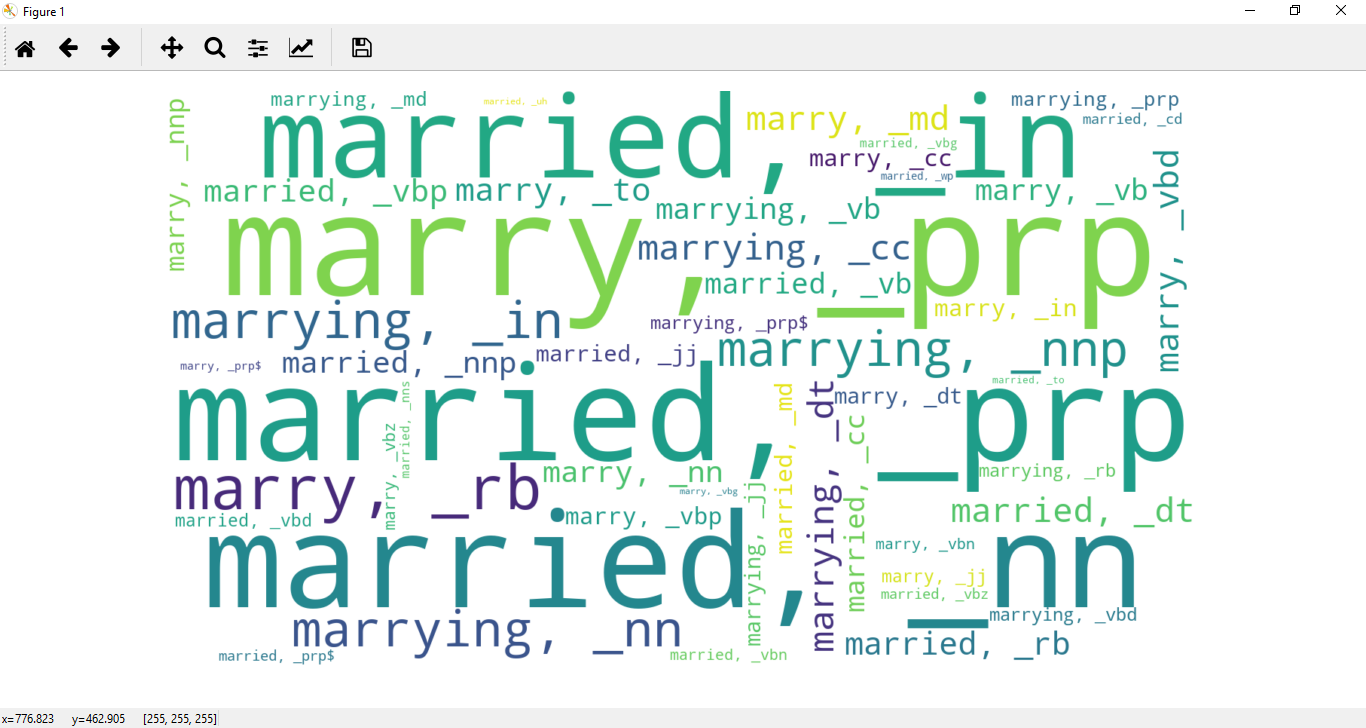 Figure 1
marrying, _md
married, _uh
married, _in
marry, _md
marrying, _prp
married, _cd
marry, _nnp
married, _vbg
marry, _cc
married, _wp
married, _vbp
marry, _to
marry, _vb
marry, _vbd
marrying, _vb
marry, _prp
marrying, _cc
married, _vb
marrying, _in
marry, _in
marrying, _prp$
marry, _prp$
married, _nnp
married, _jj
marrying, _nnp
married, _prp
married, _to
married, _nns
married, _md
marrying, _dt
marry, _dt
marry, _vbz
married, _cc
marry, _rb
marry, _nn
marrying, _rb
marry, _vbg
marrying, _jj
married, _vbd
marry, _vbp
married, _dt
married, _nn
marry, _vbn
marry, _jj
married, _vbz
marrying, _vbd
marrying, _nn
married, _rb
married, _prp$
married, _vbn
x=776.823 y=462.905 [255, 255, 255]